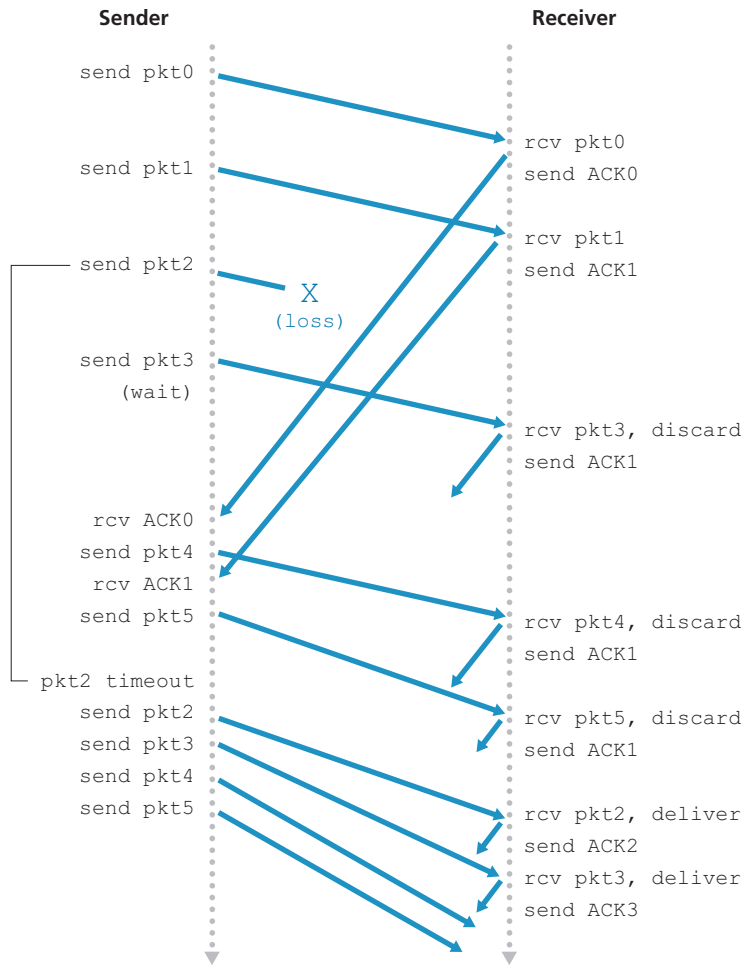 Sender
Receiver
send pkt0
rcv pkt0
send ACK0
send pkt1
rcv pkt1
send ACK1
send pkt2
X
(loss)
send pkt3
(wait)
rcv pkt3, discard
send ACK1
rcv ACK0
send pkt4
rcv ACK1
send pkt5
rcv pkt4, discard
send ACK1
pkt2 timeout
send pkt2
send pkt3
send pkt4
send pkt5
rcv pkt5, discard
send ACK1
rcv pkt2, deliver
send ACK2
rcv pkt3, deliver
send ACK3